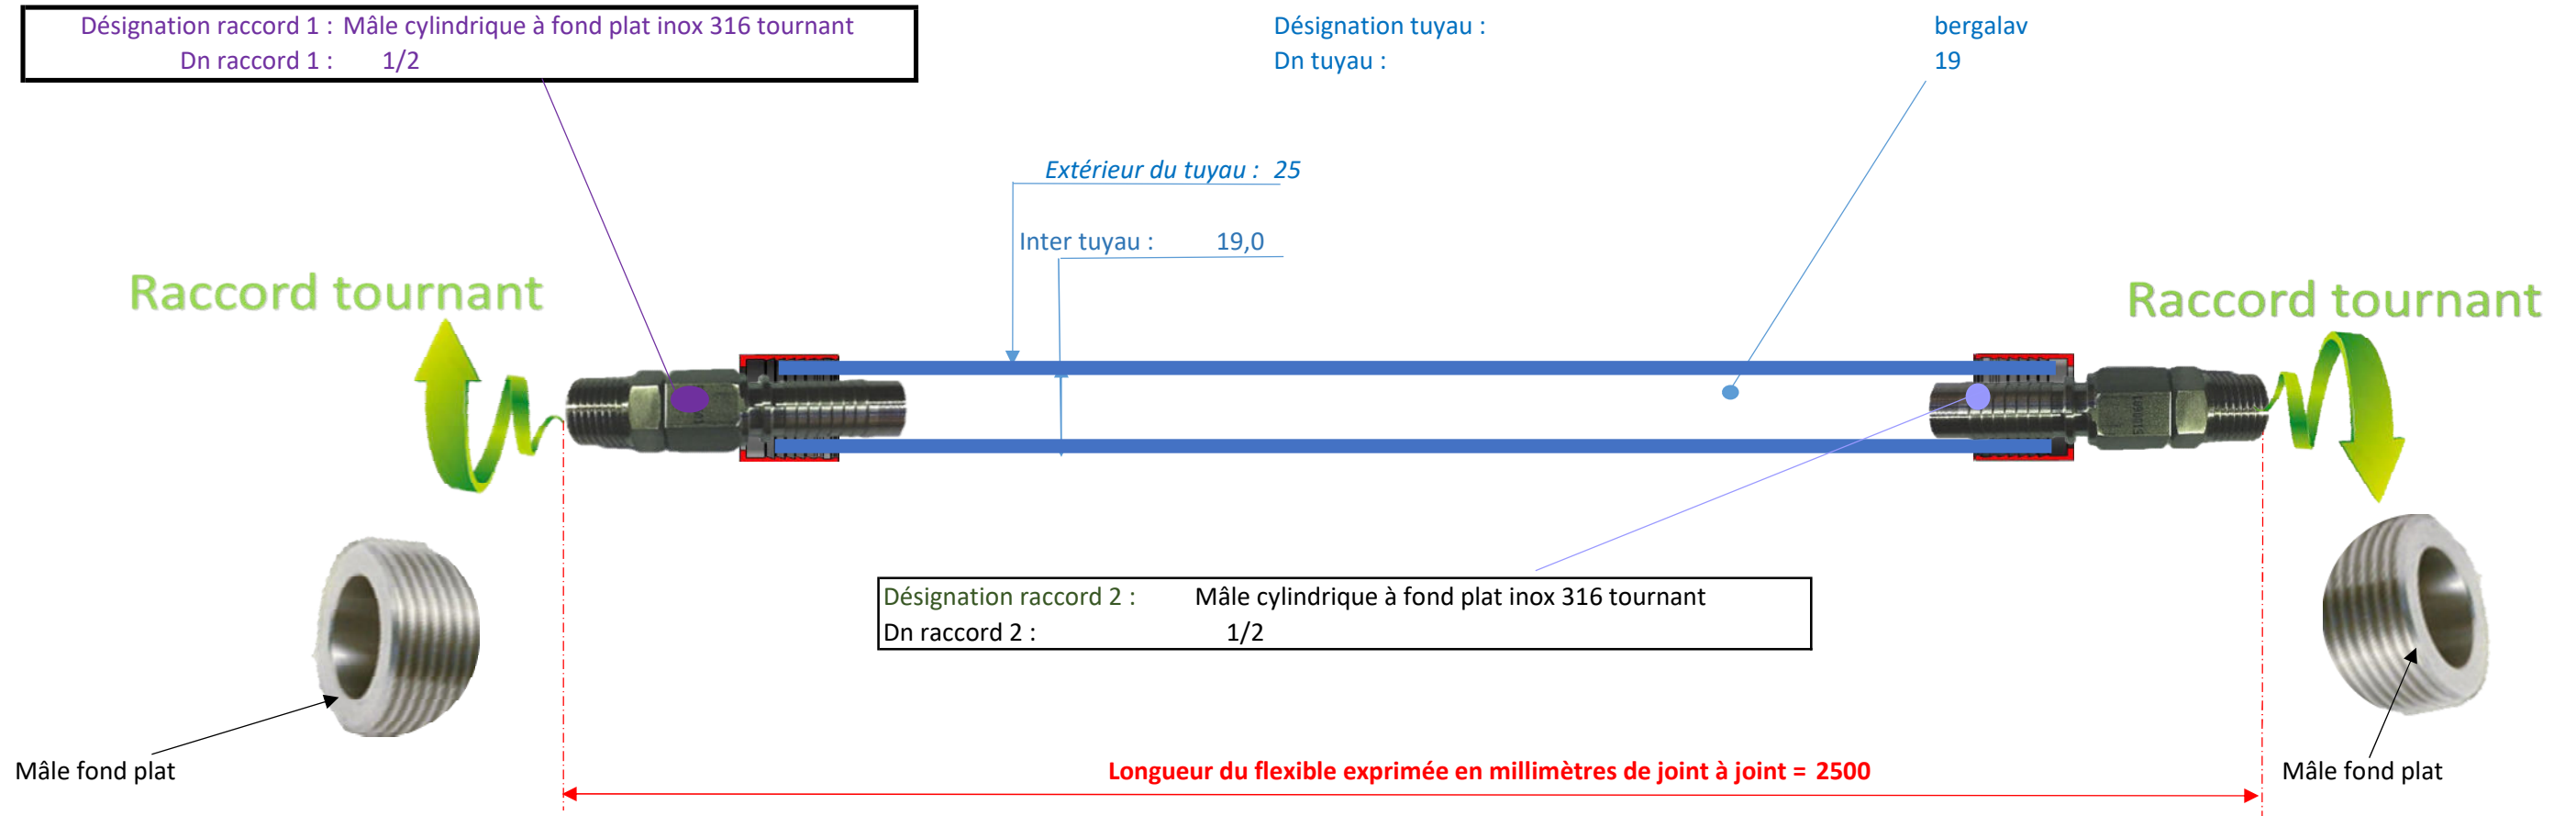 Désignation raccord 1 : Mâle cylindrique à fond plat inox 316 tournant
Dn raccord 1 : 1/2
Désignation tuyau : bergalav
Dn tuyau : 19
Extérieur du tuyau : 25
Inter tuyau : 19,0
Raccord tournant
Raccord tournant
Désignation raccord 2 : Mâle cylindrique à fond plat inox 316 tournant
Dn raccord 2 : 1/2
Mâle fond plat
Longueur du flexible exprimée en millimètres de joint à joint = 2500
Mâle fond plat